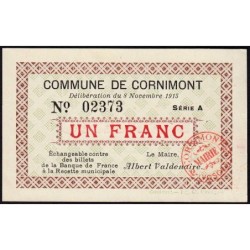 COMMUNE DE CORNIMONT
Délibération du 8 Novembre 1915
No 02373
SÉRIE A
UN FRANC
Échangeable contre
des billets
de la Banque de France
à la Recette municipale
Le Maire,
Albert Valdenaire